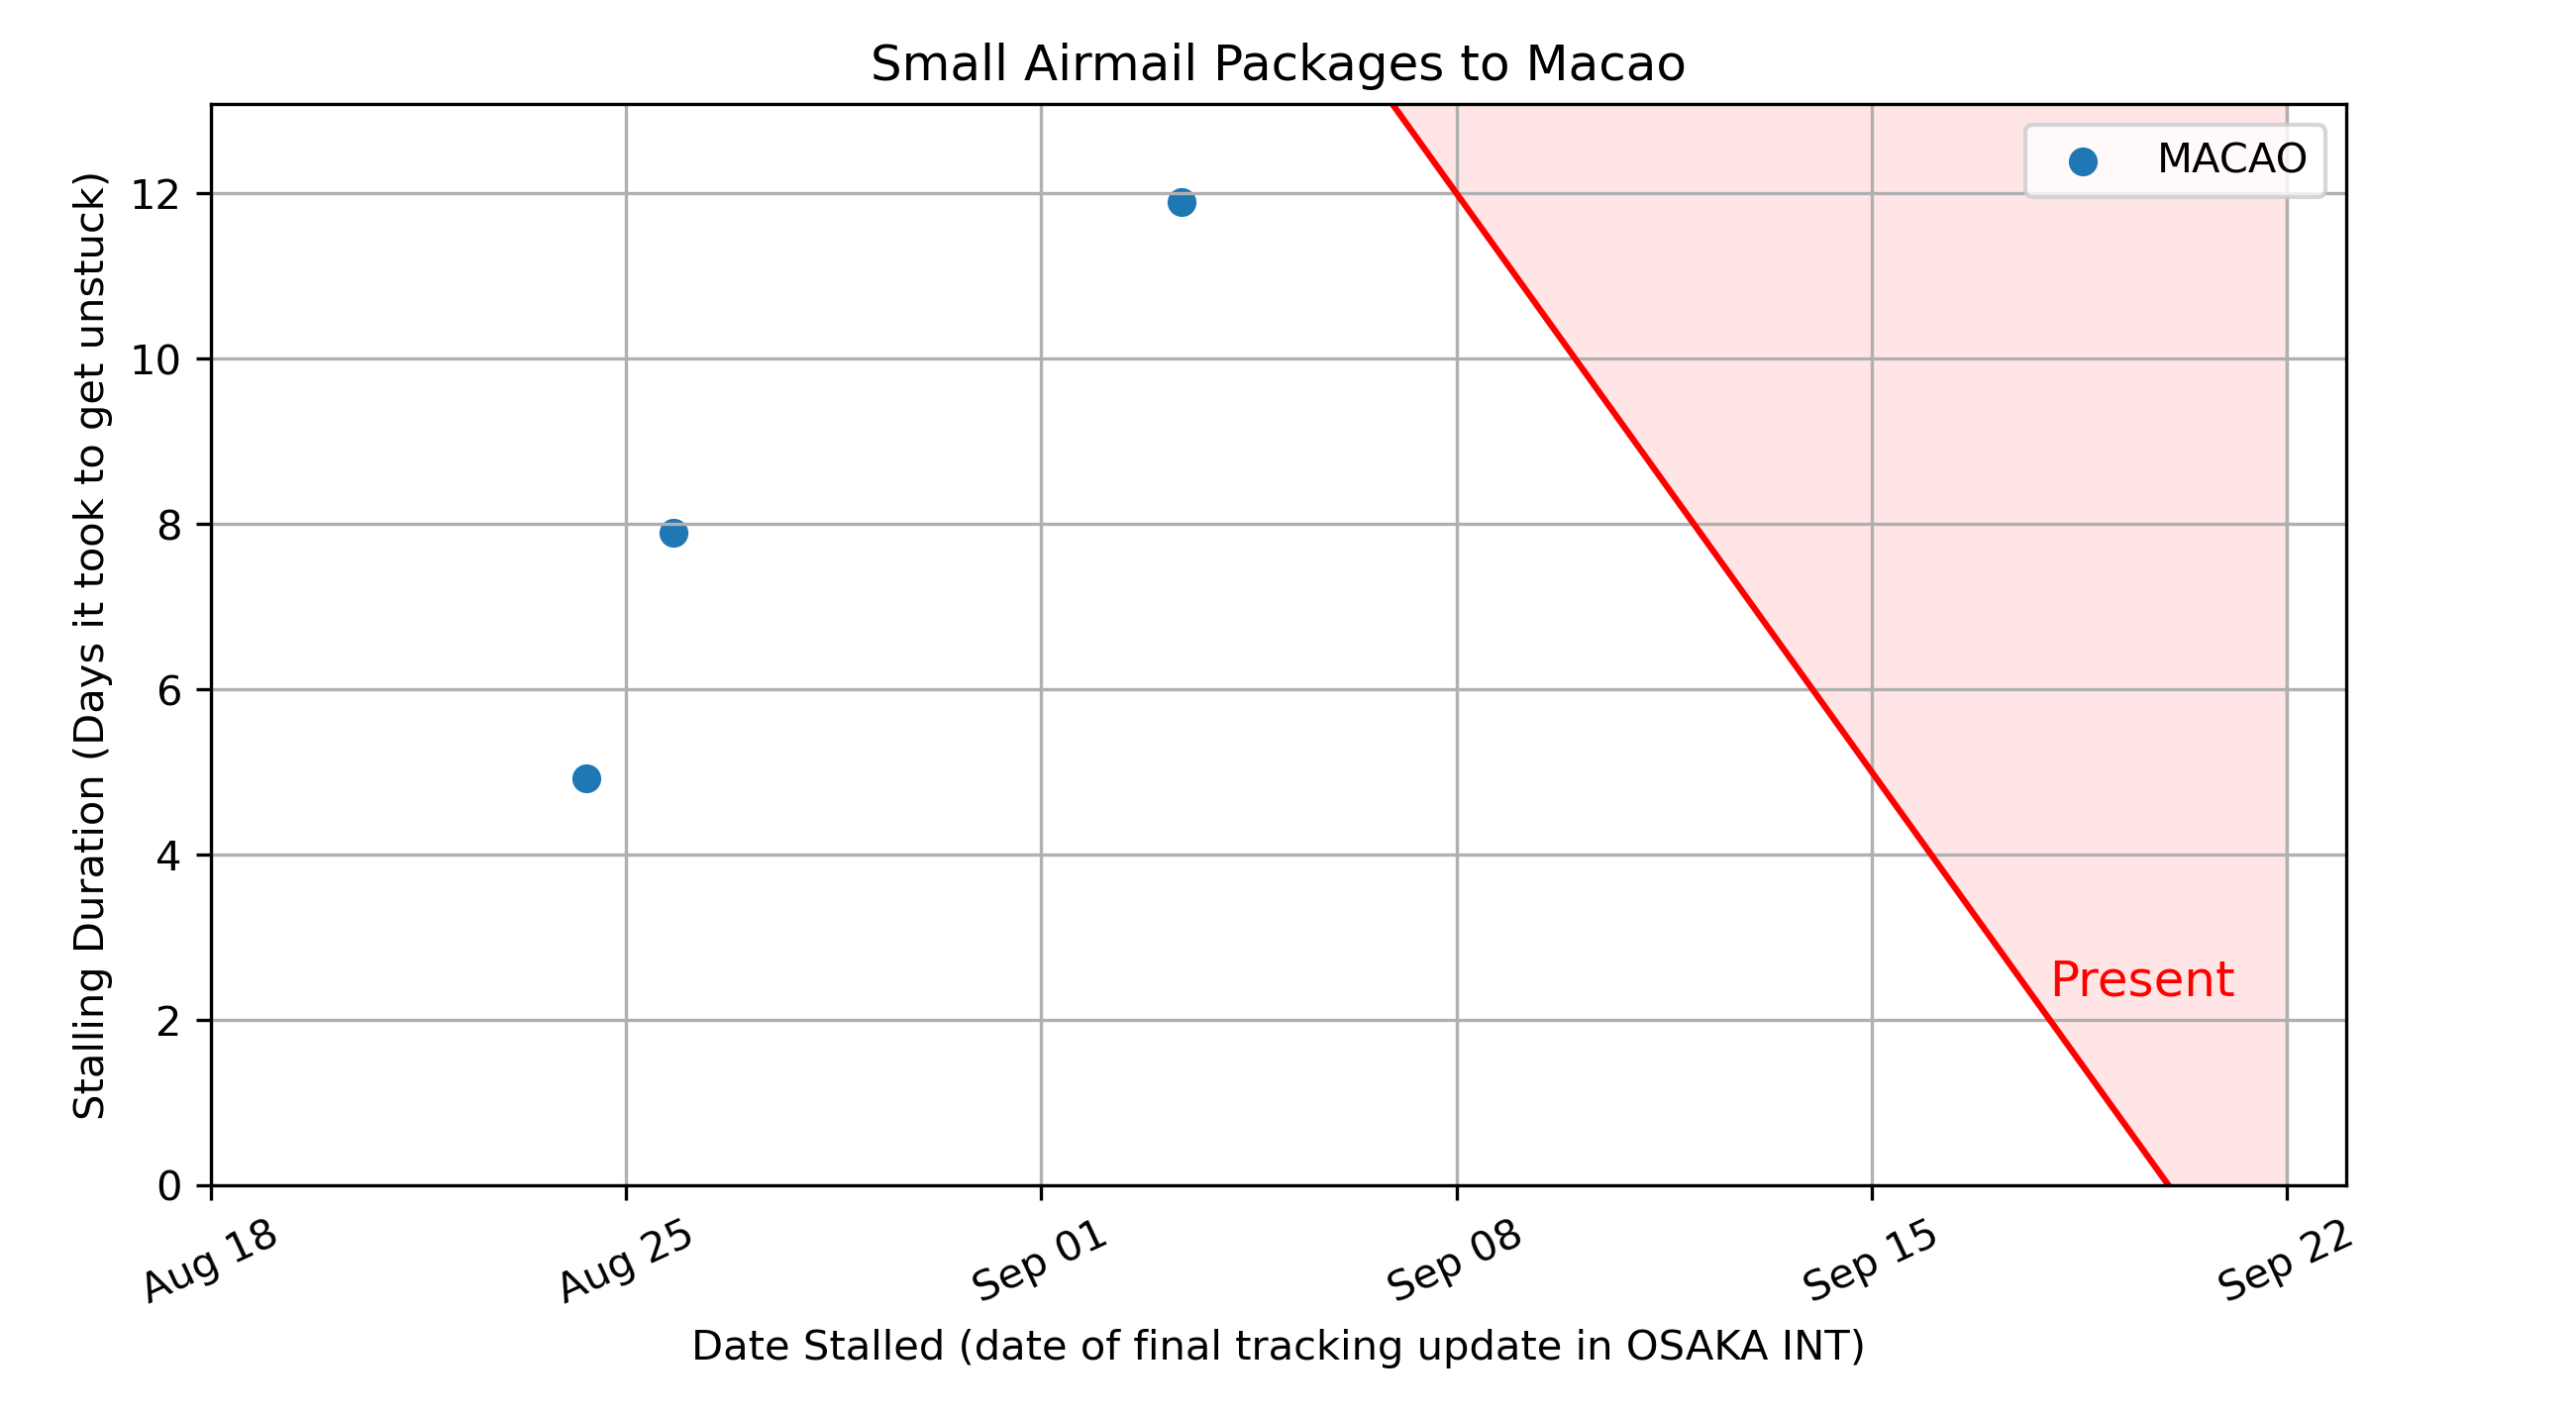 Small Airmail Packages to Macao
MACAO
Stalling Duration (Days it took to get unstuck)
12
10
8
6
4
2
0
Present
Aug 18
Aug 25
Sep 01
Sep 08
Sep 15
Sep 22
Date Stalled (date of final tracking update in OSAKA INT)